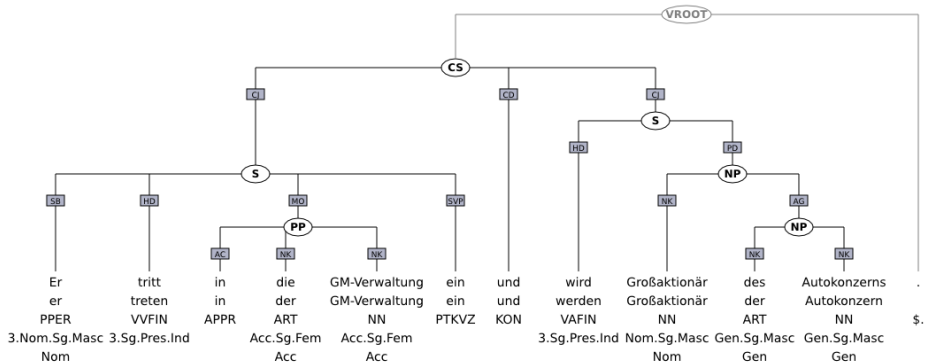 VROOT
CS
CJ CD CJ
S
HD PD
S NP
SB HD MO SVP NK AG
PP NP
AC NK NK NK NK
Er tritt in die GM-Verwaltung ein und wird Großaktionär des Autokonzerns .
er treten in der GM-Verwaltung ein und werden Großaktionär der Autokonzern
PPER VVFIN APPR ART NN PTKVZ KON VAFIN NN ART NN $.
3.Nom.Sg.Masc 3.Sg.Pres.Ind Acc.Sg.Fem Acc.Sg.Fem 3.Sg.Pres.Ind Nom.Sg.Masc Gen.Sg.Masc Gen.Sg.Masc
Nom Acc Acc Nom Gen Gen